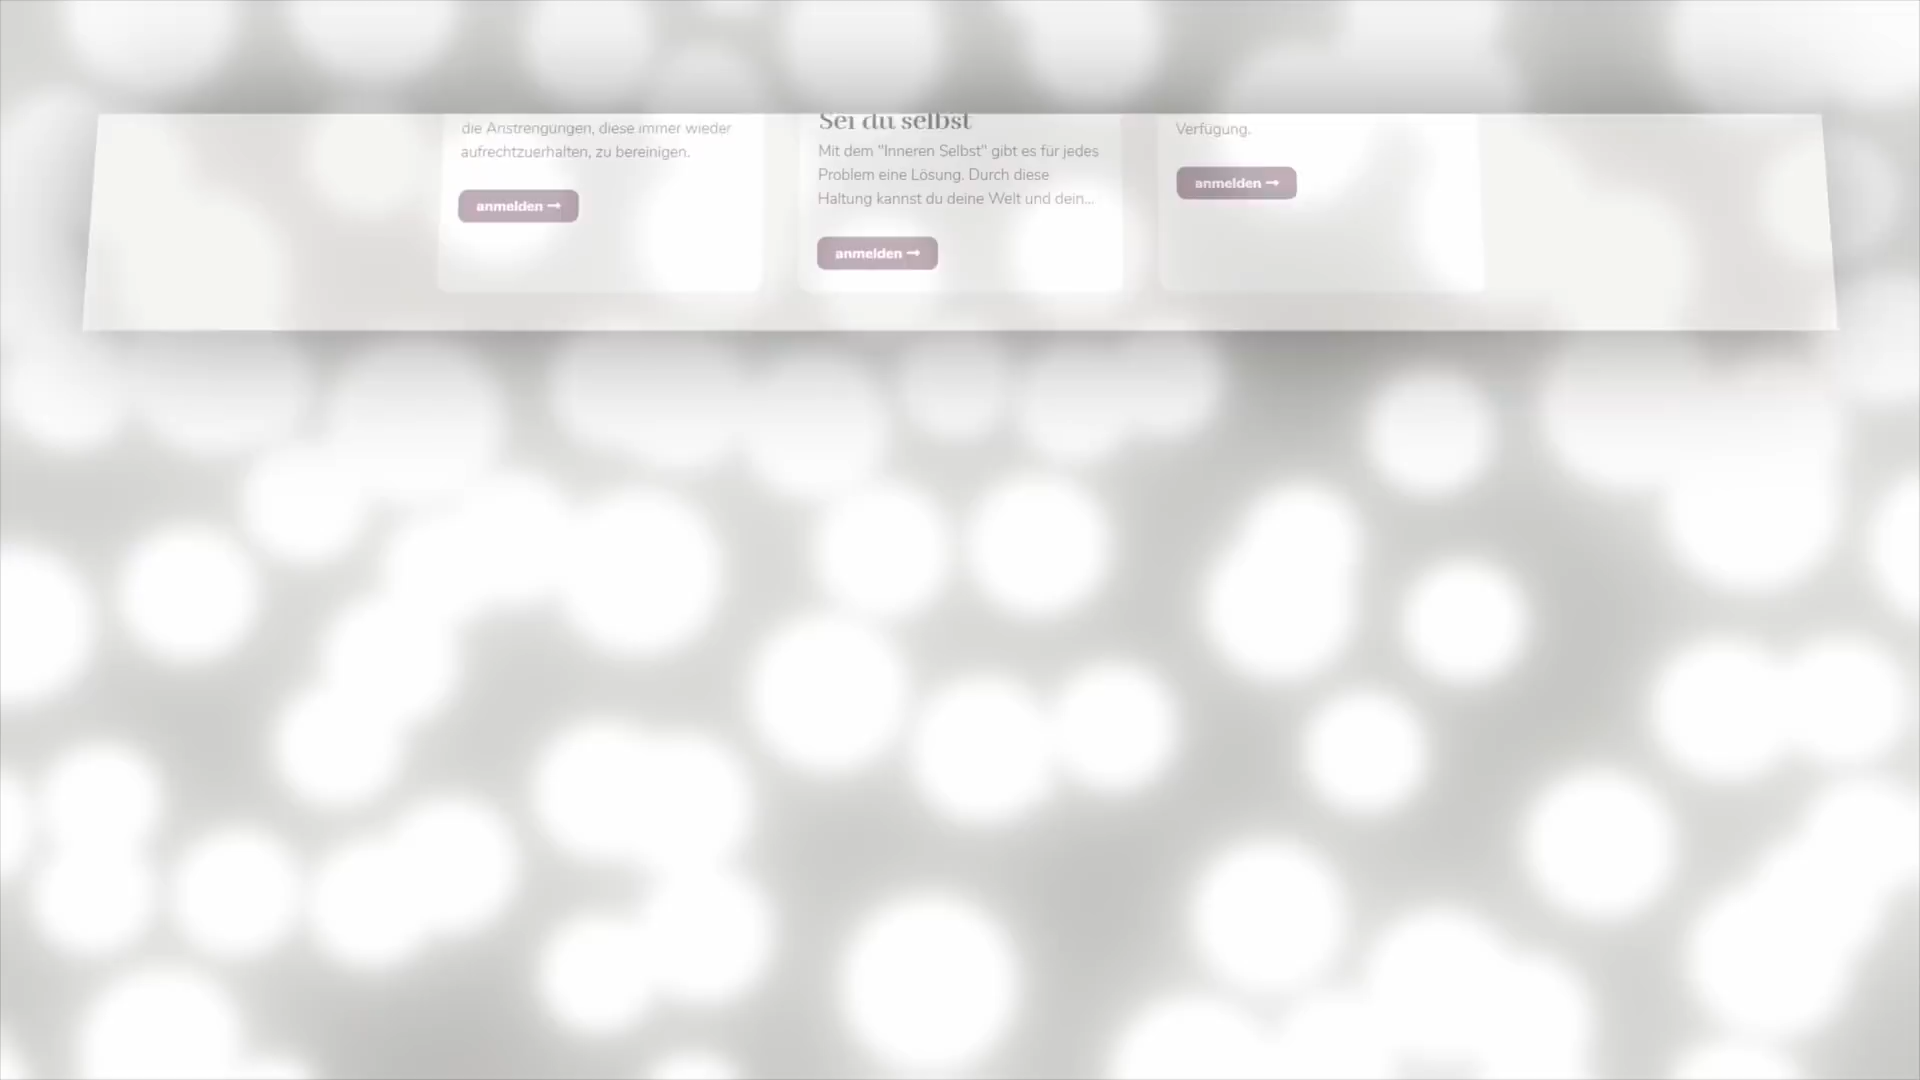 die Anstrengungen, diese immer wieder
aufrechtzuerhalten, zu bereinigen.
anmelden →
Sei du selbst
Mit dem "Inneren Selbst" gibt es für jedes
Problem eine Lösung. Durch diese
Haltung kannst du deine Welt und dein...
anmelden →
Verfügung.
anmelden →